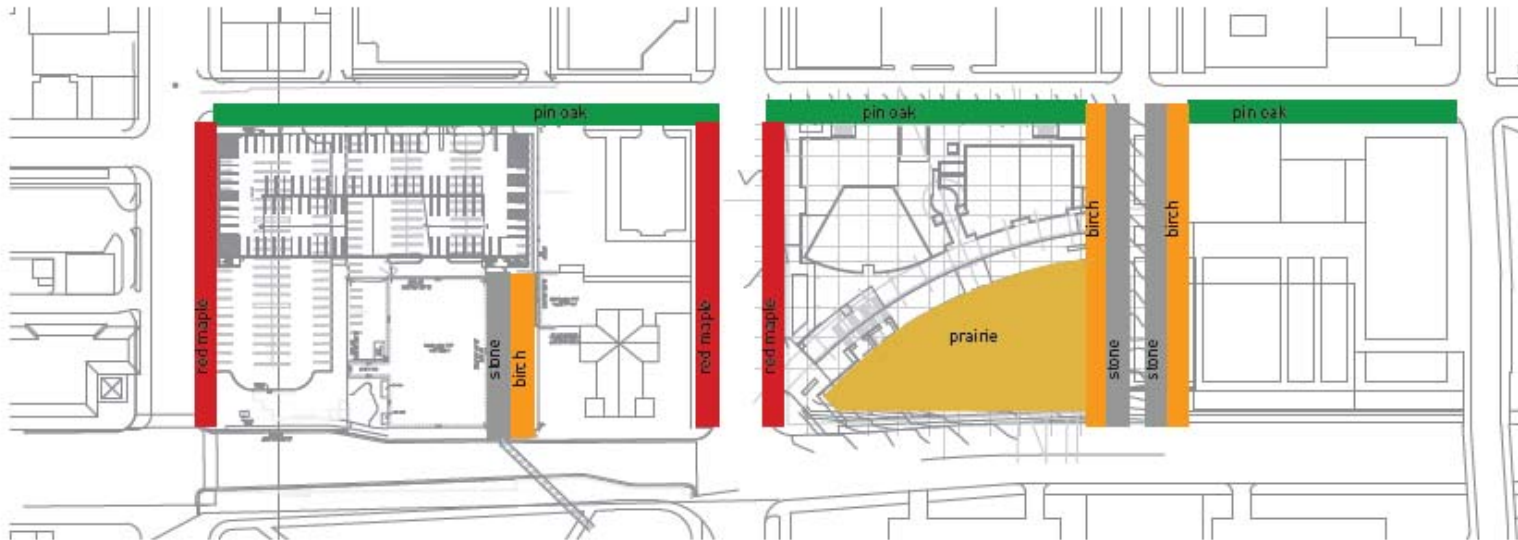 pin oak
pin oak
pin oak
red maple
stone
birch
red maple
red maple
prairie
birch
stone
stone
birch